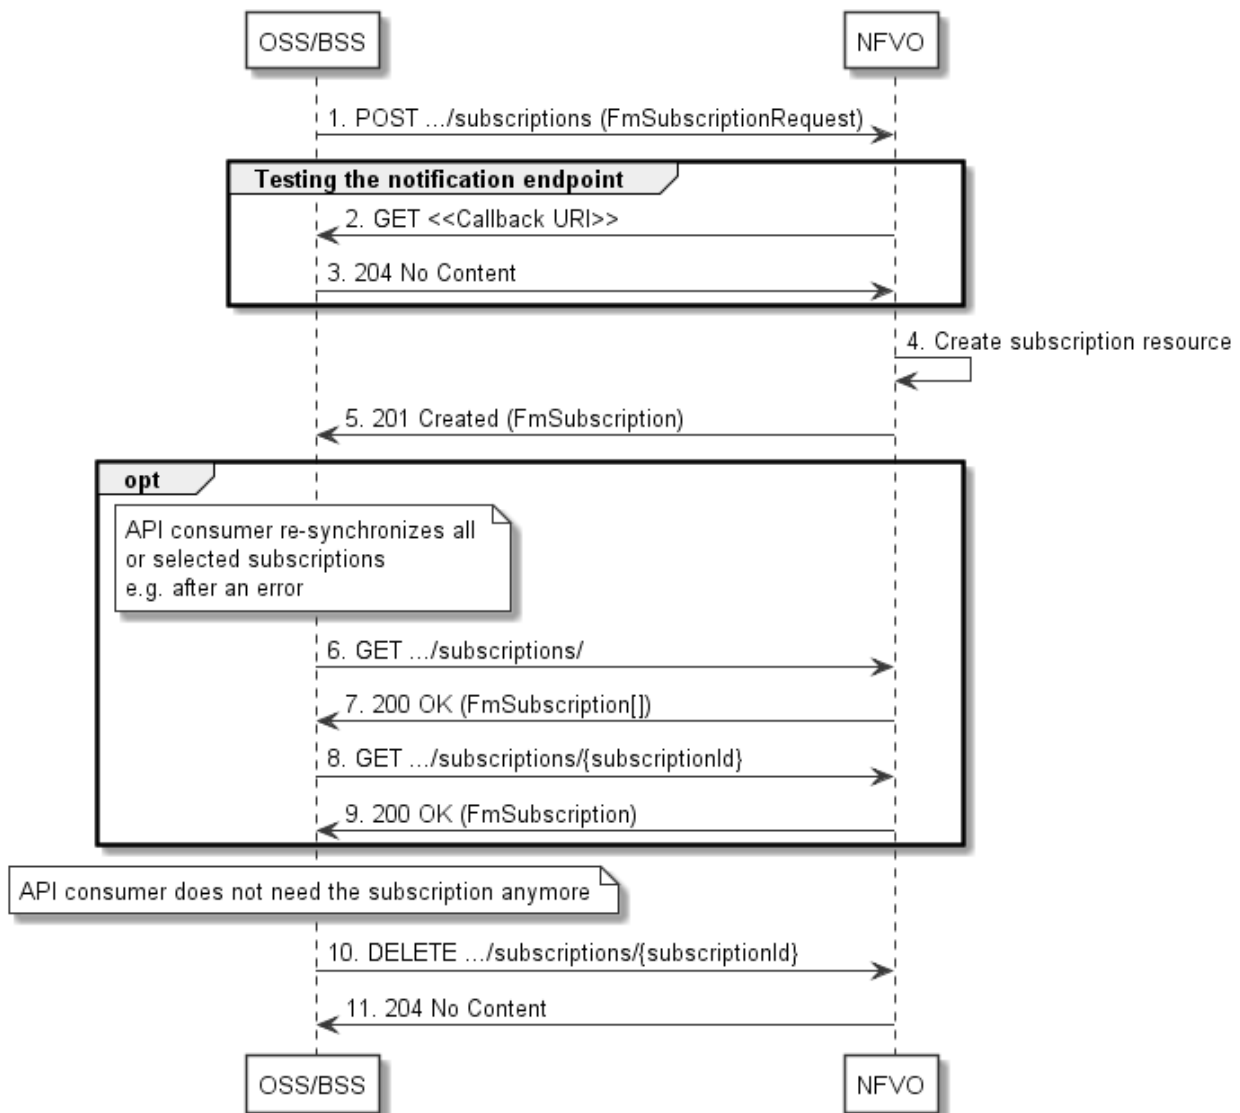 OSS/BSS
NFVO
1. POST .../subscriptions (FmSubscriptionRequest)
Testing the notification endpoint
2. GET <<Callback URI>>
3. 204 No Content
4. Create subscription resource
5. 201 Created (FmSubscription)
opt
API consumer re-synchronizes all
or selected subscriptions
e.g. after an error
6. GET .../subscriptions/
7. 200 OK (FmSubscription[])
8. GET .../subscriptions/{subscriptionId}
9. 200 OK (FmSubscription)
API consumer does not need the subscription anymore
10. DELETE .../subscriptions/{subscriptionId}
11. 204 No Content
OSS/BSS
NFVO